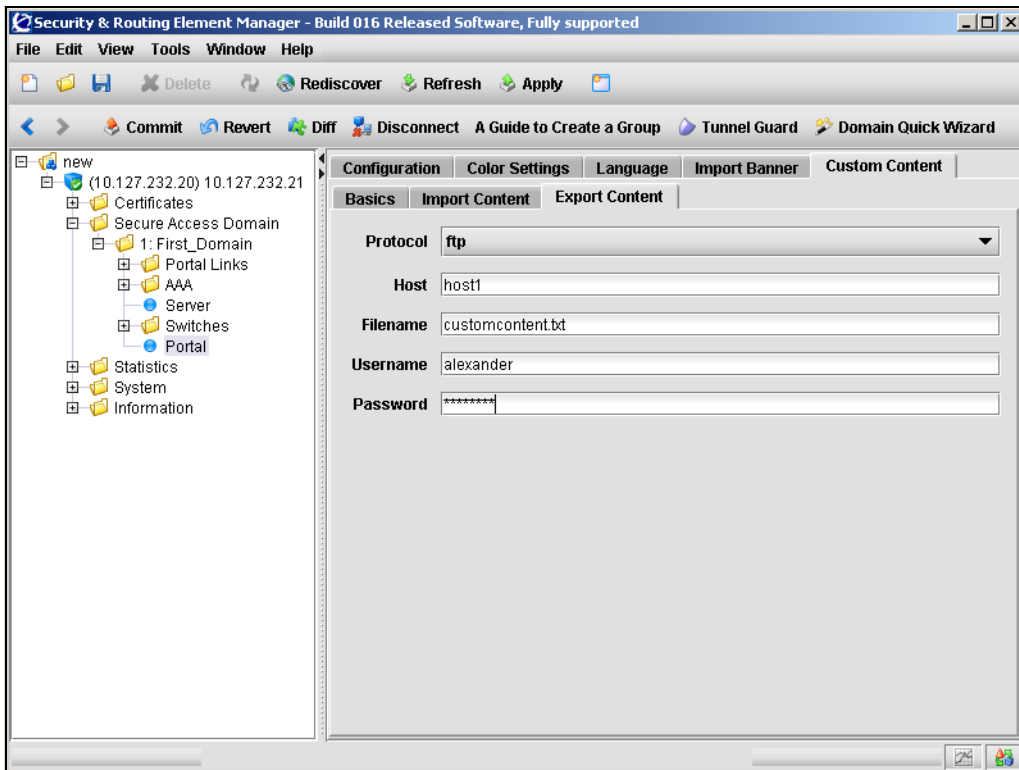 Security & Routing Element Manager - Build 016 Released Software, Fully supported
File Edit View Tools Window Help
Delete Rediscover Refresh Apply
Commit Revert Diff Disconnect A Guide to Create a Group Tunnel Guard Domain Quick Wizard
new
(10.127.232.20) 10.127.232.21
Certificates
Secure Access Domain
1: First_Domain
Portal Links
AAA
Server
Switches
Portal
Statistics
System
Information
Configuration Color Settings Language Import Banner Custom Content
Basics Import Content Export Content
Protocol ftp
Host host1
Filename customcontent.txt
Username alexander
Password ********